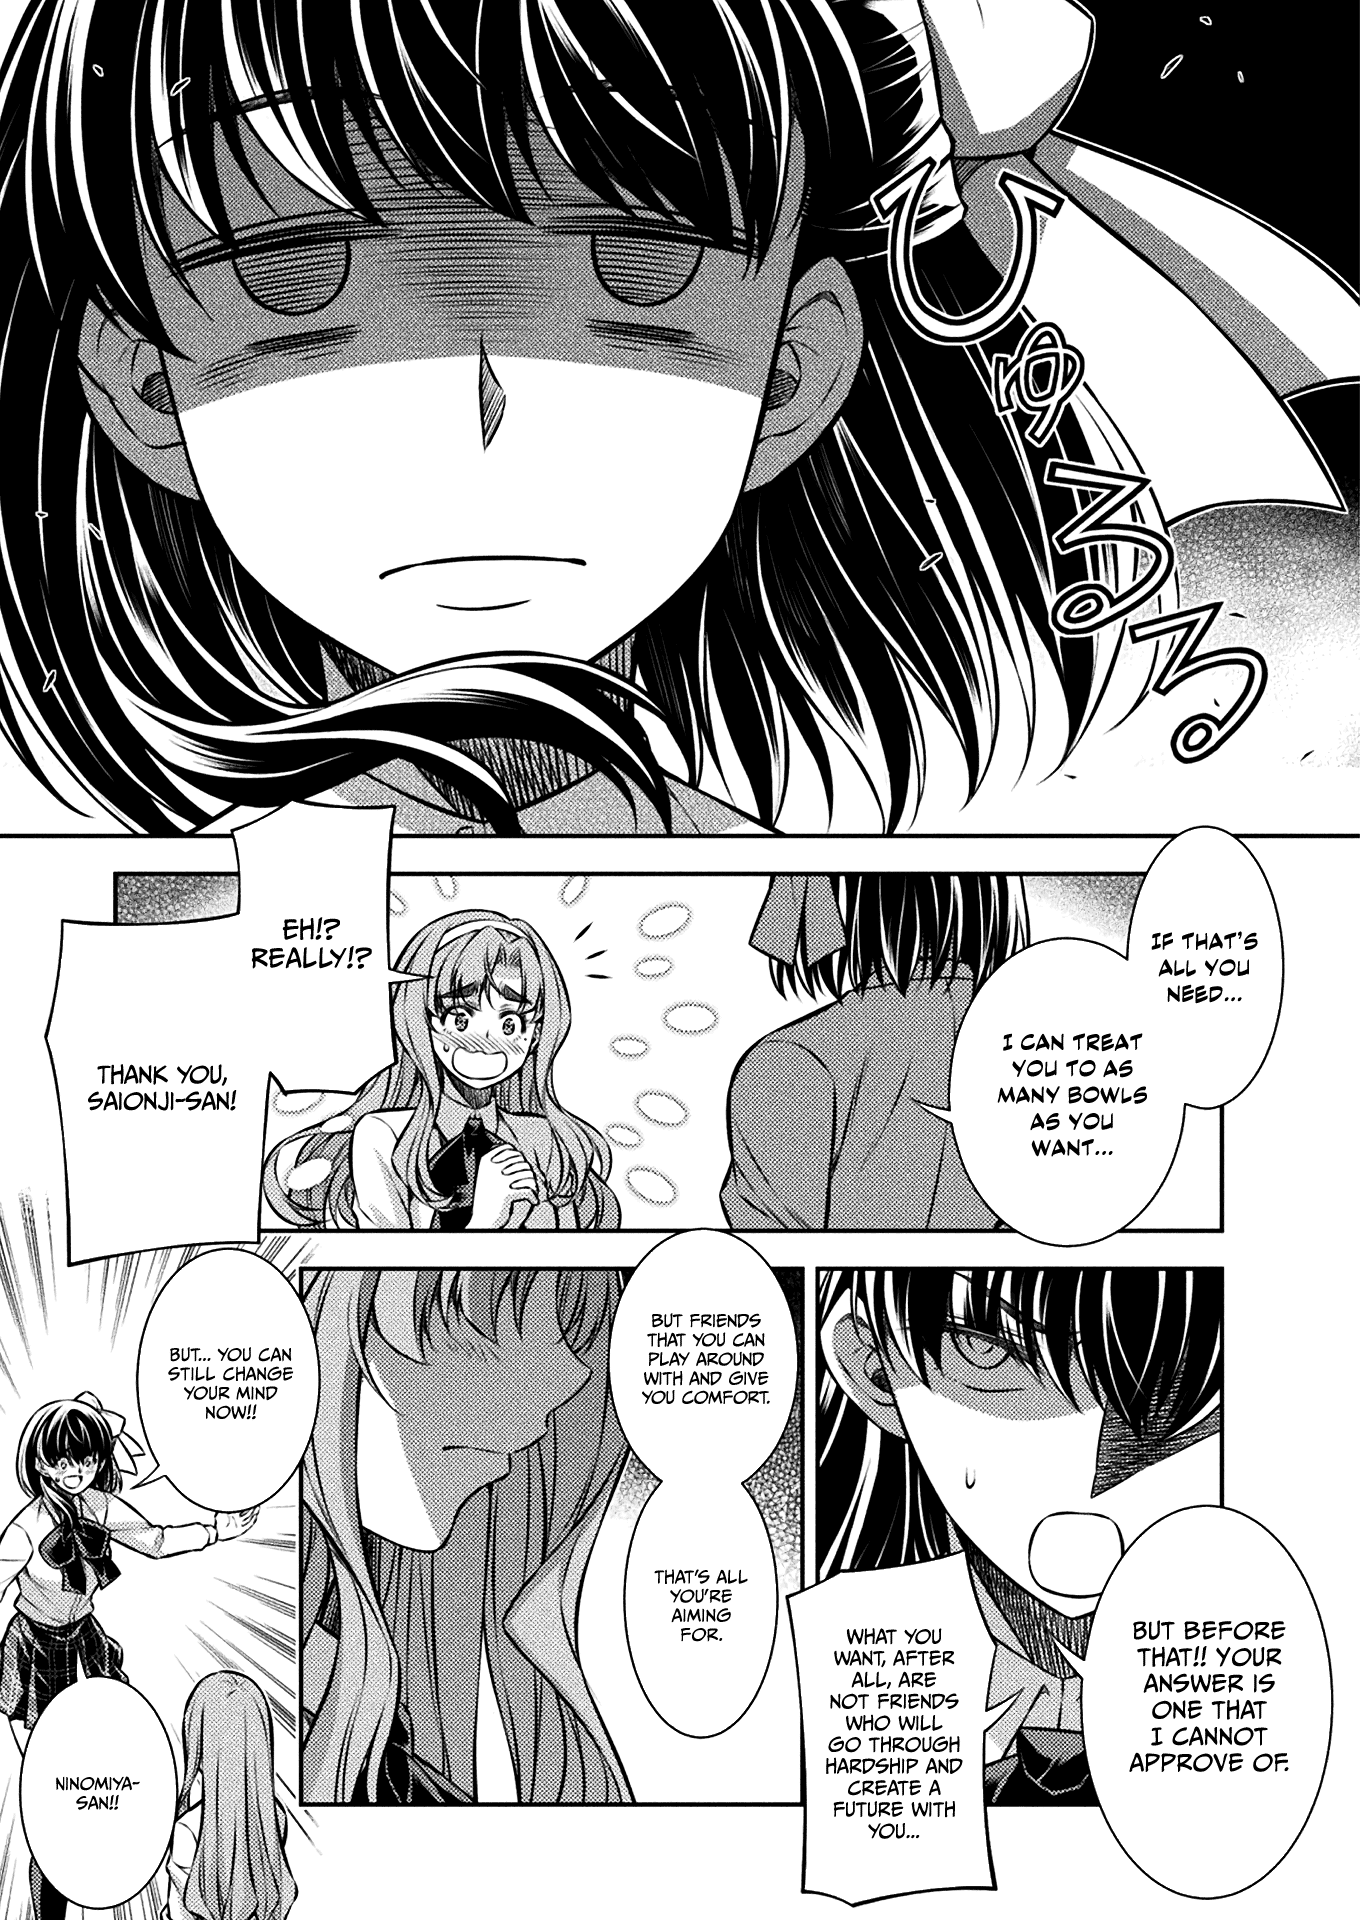 ひゅるる
IF THAT'S
ALL YOU
NEED...
I CAN TREAT
YOU TO AS
MANY BOWLS
AS YOU
WANT...
EH!?
REALLY!?
THANK YOU,
SAIONJI-SAN!
BUT BEFORE
THAT!! YOUR
ANSWER IS
ONE THAT
I CANNOT
APPROVE OF.
WHAT YOU
WANT, AFTER
ALL, ARE
NOT FRIENDS
WHO WILL
GO THROUGH
HARDSHIP AND
CREATE A
FUTURE WITH
YOU...
BUT FRIENDS
THAT YOU CAN
PLAY AROUND
WITH AND GIVE
YOU COMFORT.
THAT'S ALL
YOU'RE
AIMING
FOR.
BUT... YOU CAN
STILL CHANGE
YOUR MIND
NOW!!
NINOMIYA-
SAN!!